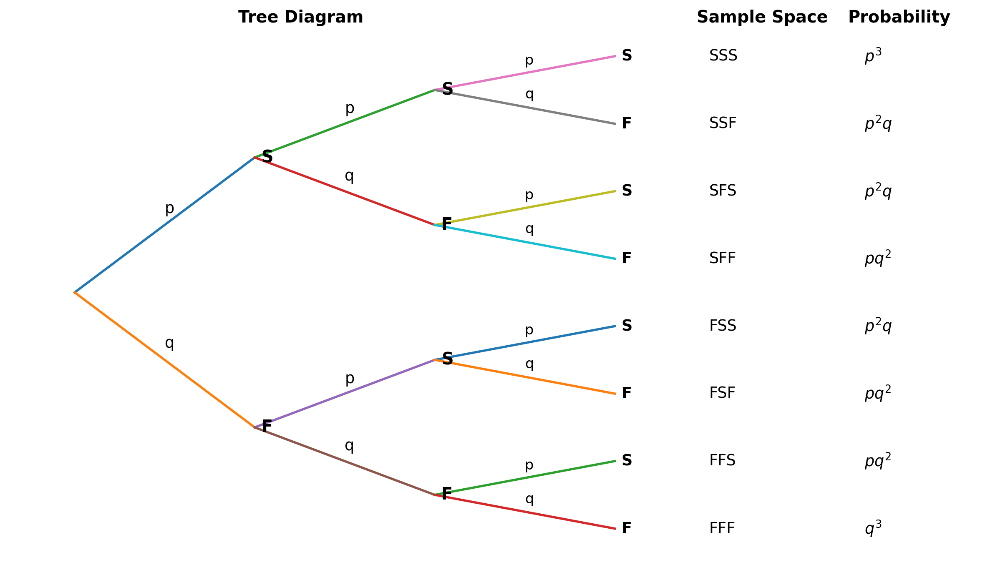 Tree Diagram Sample Space Probability
p S SSS p³
S q
p F SSF p²q
S
q p S SFS p²q
p F q
F SFF pq²
q p S FSS p²q
S q
p F FSF pq²
F
q p S FFS pq²
F q
F FFF q³